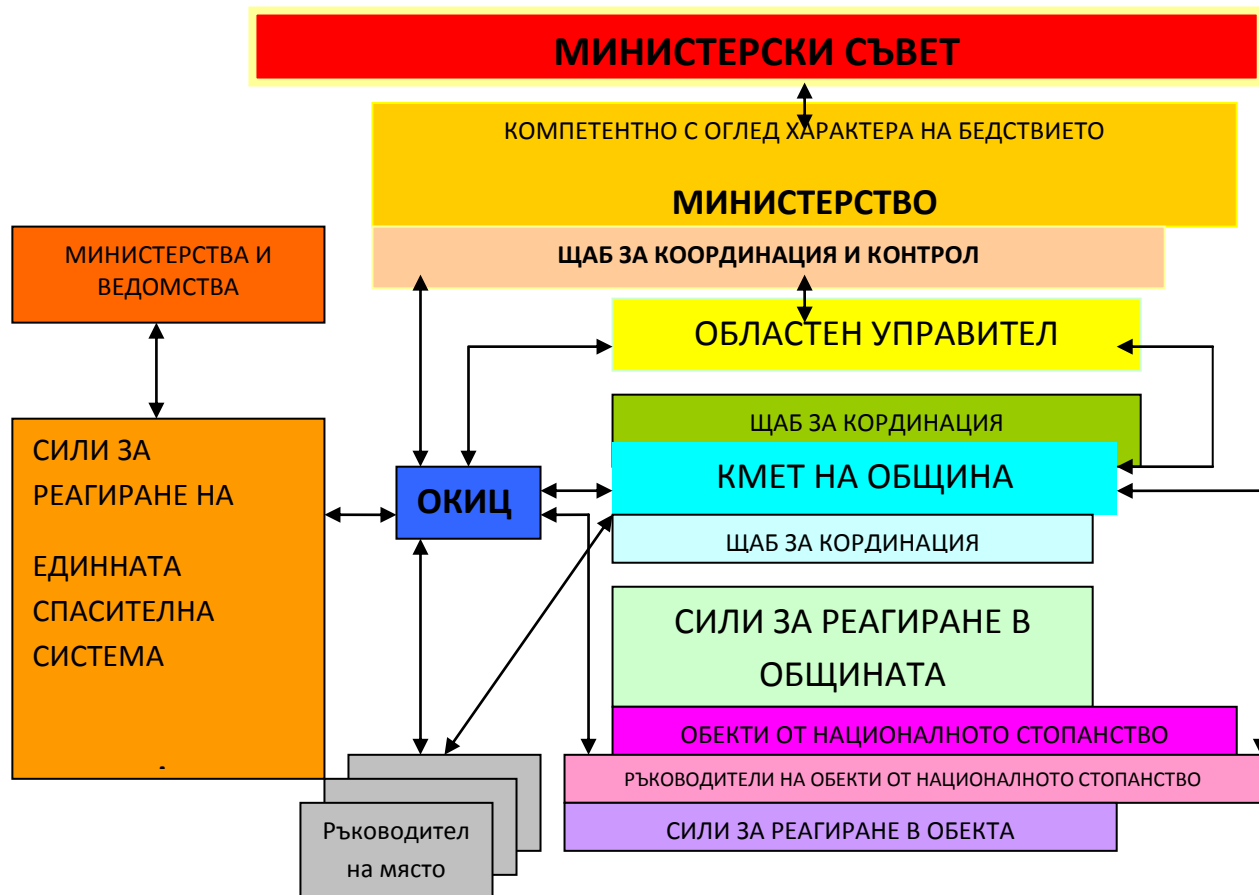 МИНИСТЕРСКИ СЪВЕТ
КОМПЕТЕНТНО С ОГЛЕД ХАРАКТЕРА НА БЕДСТВИЕТО
МИНИСТЕРСТВО
ЩАБ ЗА КООРДИНАЦИЯ И КОНТРОЛ
МИНИСТЕРСТВА И
ВЕДОМСТВА
ОБЛАСТЕН УПРАВИТЕЛ
ЩАБ ЗА КОРДИНАЦИЯ
СИЛИ ЗА
РЕАГИРАНЕ НА
ЕДИННАТА
СПАСИТЕЛНА
СИСТЕМА
ОКИЦ
КМЕТ НА ОБЩИНА
ЩАБ ЗА КОРДИНАЦИЯ
СИЛИ ЗА РЕАГИРАНЕ В
ОБЩИНАТА
ОБЕКТИ ОТ НАЦИОНАЛНОТО СТОПАНСТВО
РЪКОВОДИТЕЛИ НА ОБЕКТИ ОТ НАЦИОНАЛНОТО СТОПАНСТВО
СИЛИ ЗА РЕАГИРАНЕ В ОБЕКТА
Ръководител
на място